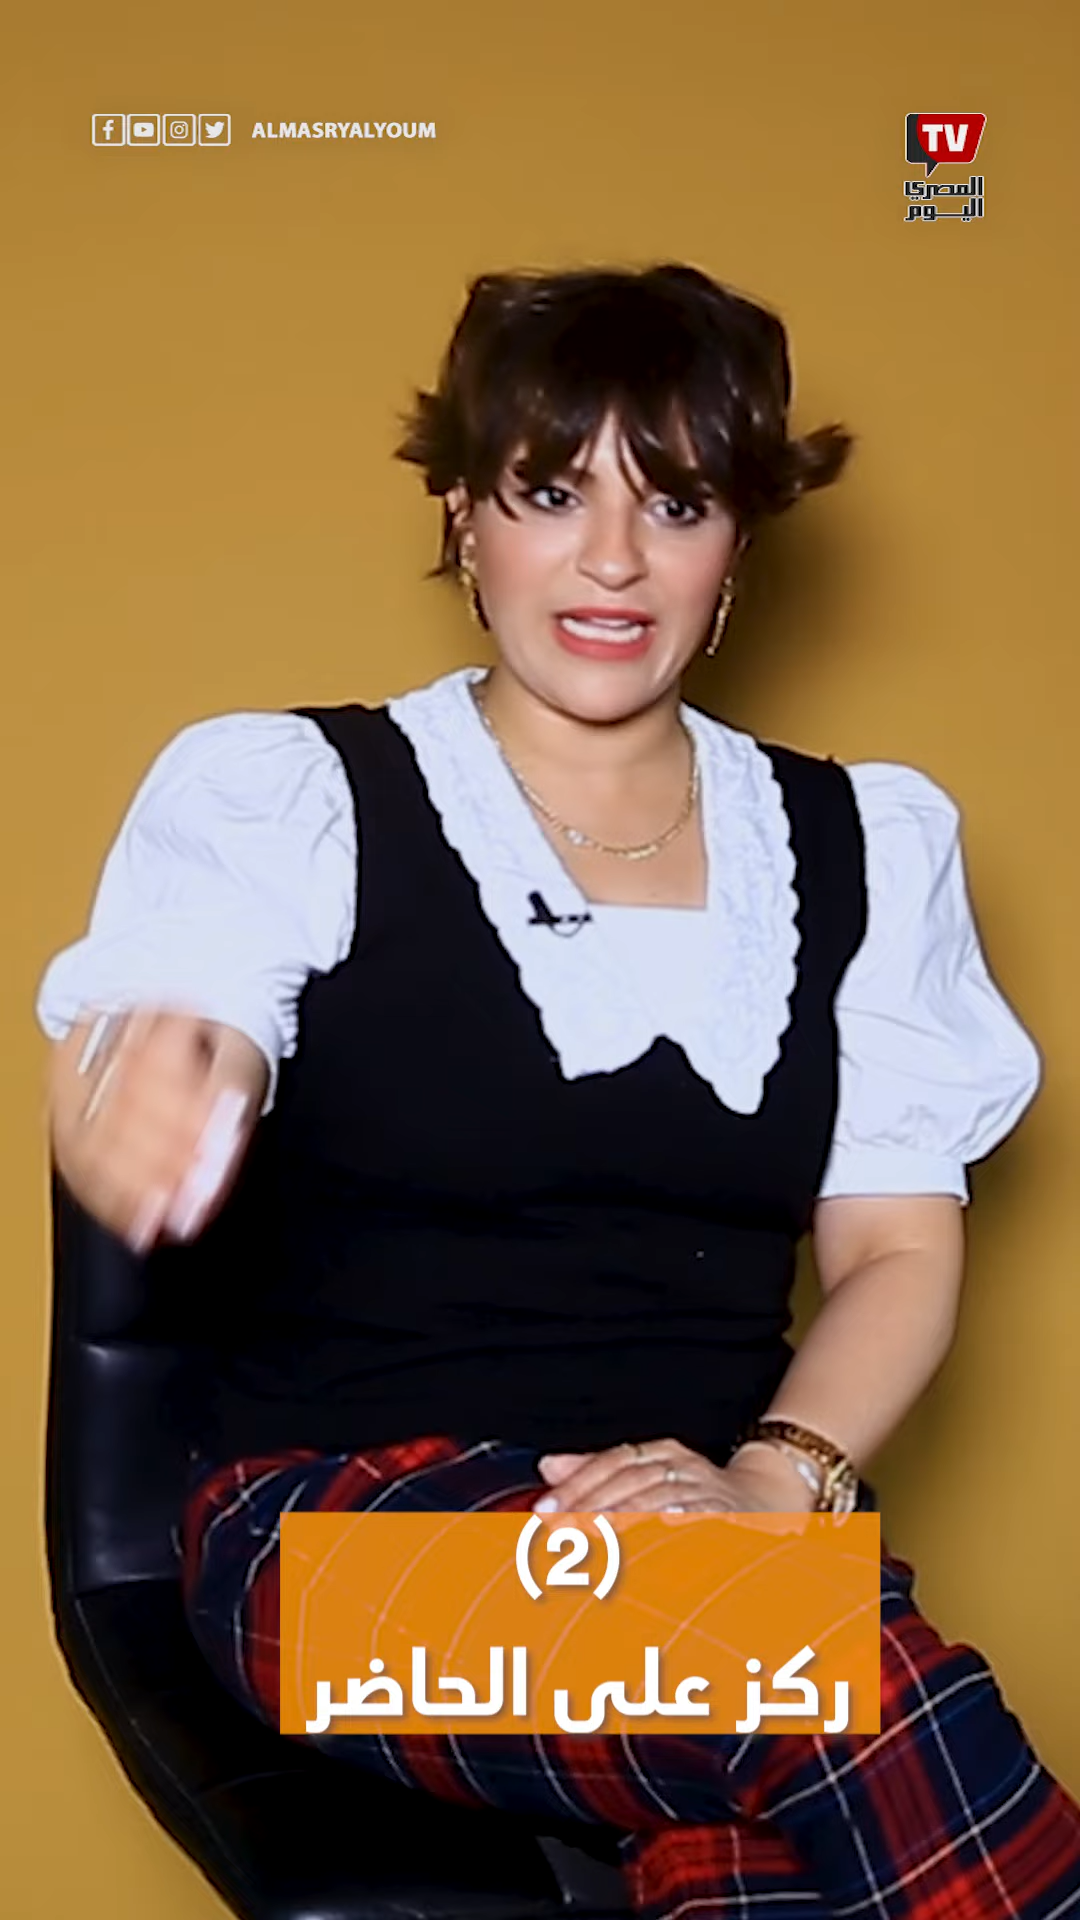 ALMASRYALYOUM
TV
المصري
اليوم
(2)
ركز على الحاضر